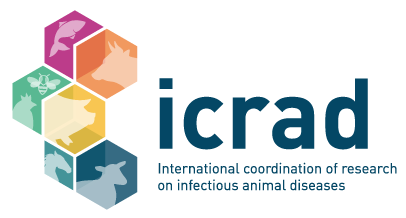 icrad
International coordination of research
on infectious animal diseases